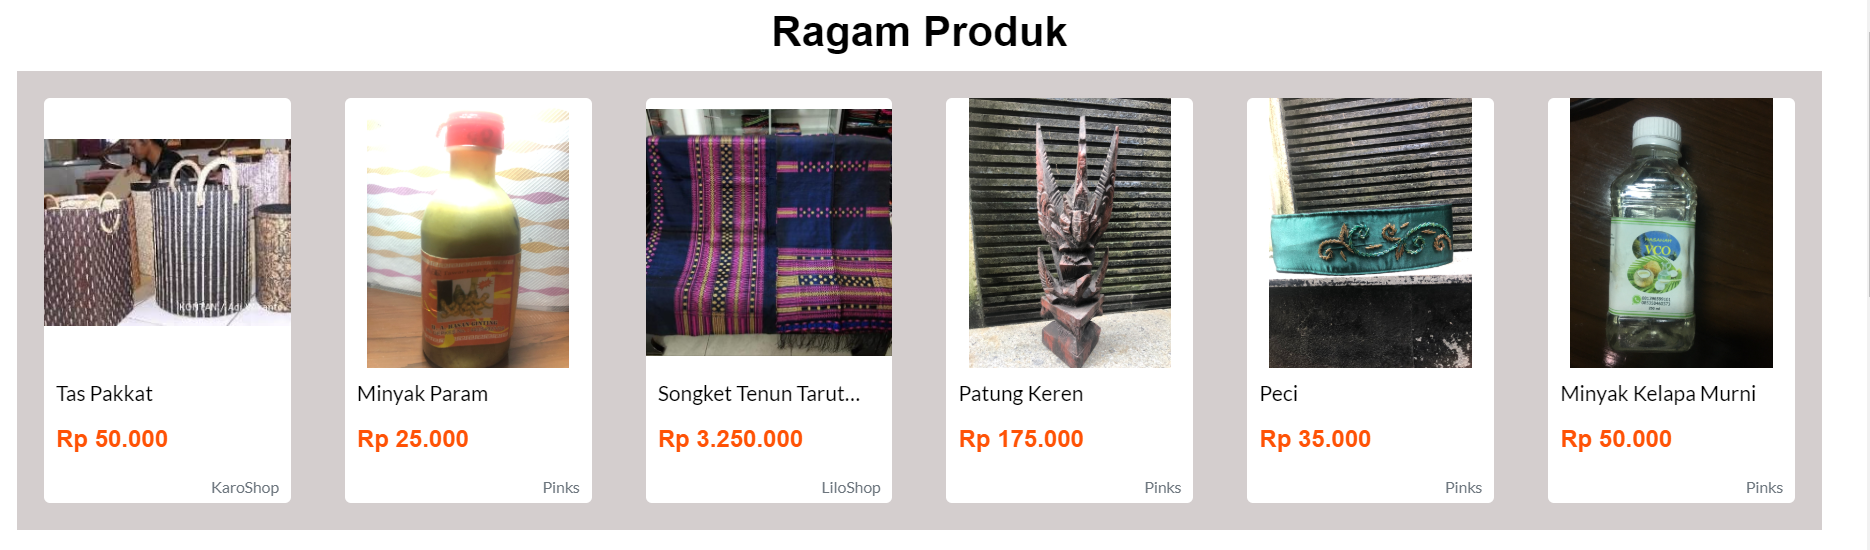 Ragam Produk
KONTAN /
VCO
Tas Pakkat
Rp 50.000
KaroShop
Minyak Param
Rp 25.000
Pinks
Songket Tenun Tarut...
Rp 3.250.000
LiloShop
Patung Keren
Rp 175.000
Pinks
Peci
Rp 35.000
Pinks
Minyak Kelapa Murni
Rp 50.000
Pinks